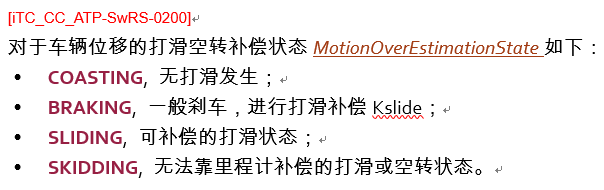 [iTC_CC_ATP-SwRS-0200]
对于车辆位移的打滑空转补偿状态 MotionOverEstimationState 如下：
• COASTING, 无打滑发生；
• BRAKING, 一般刹车，进行打滑补偿 Kslide；
• SLIDING, 可补偿的打滑状态；
• SKIDDING, 无法靠里程计补偿的打滑或空转状态。